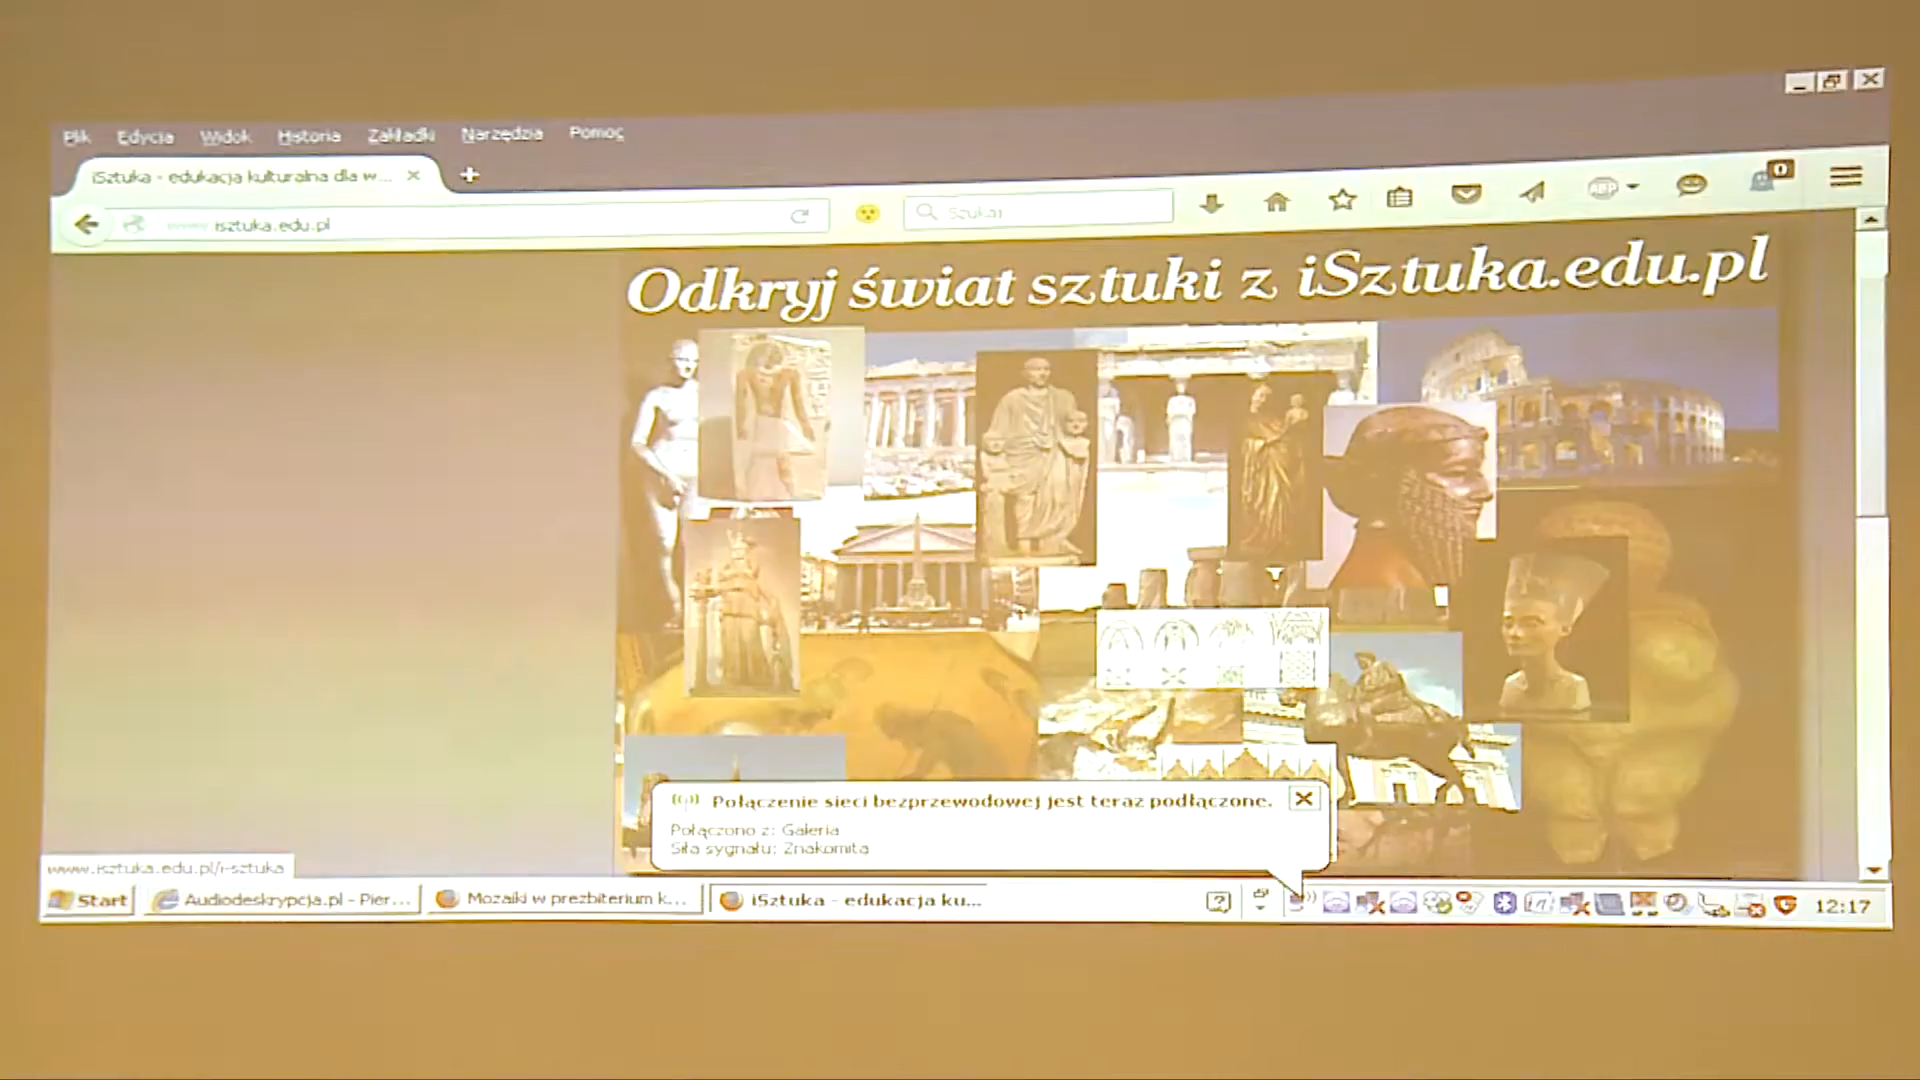 Plik Edycja Widok Historia Zakładki Narzędzia Pomoc
iSztuka - edukacja kulturalna dla w...
www.isztuka.edu.pl
Szukaj
ABP
0
Odkryj świat sztuki z iSztuka.edu.pl
Połączenie sieci bezprzewodowej jest teraz podłączone.
Połączono z: Galeria
Siła sygnału: Znakomita
www.isztuka.edu.pl/i-sztuka
Start
Audiodeskrypcja.pl - Pier...
Mozaiki w prezbiterium k...
iSztuka - edukacja ku...
12:17